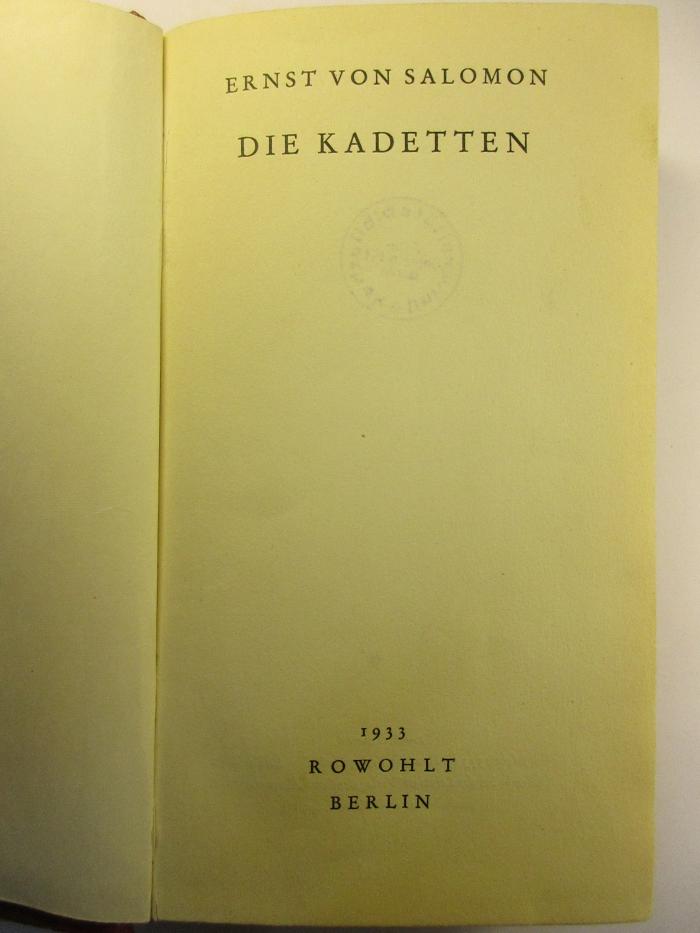 ERNST VON SALOMON
DIE KADETTEN
1933
ROWOHLT
BERLIN